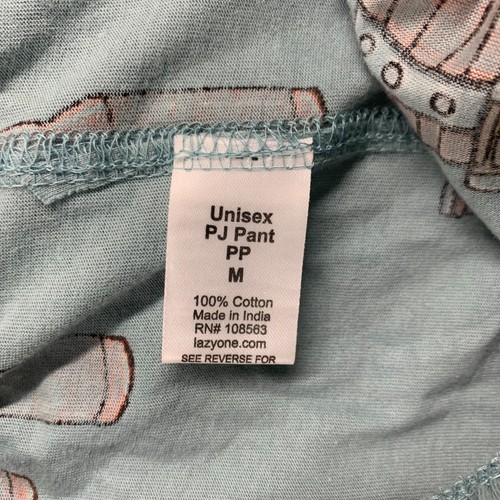 Unisex
PJ Pant
PP
M
100% Cotton
Made in India
RN# 108563
lazyone.com
SEE REVERSE FOR